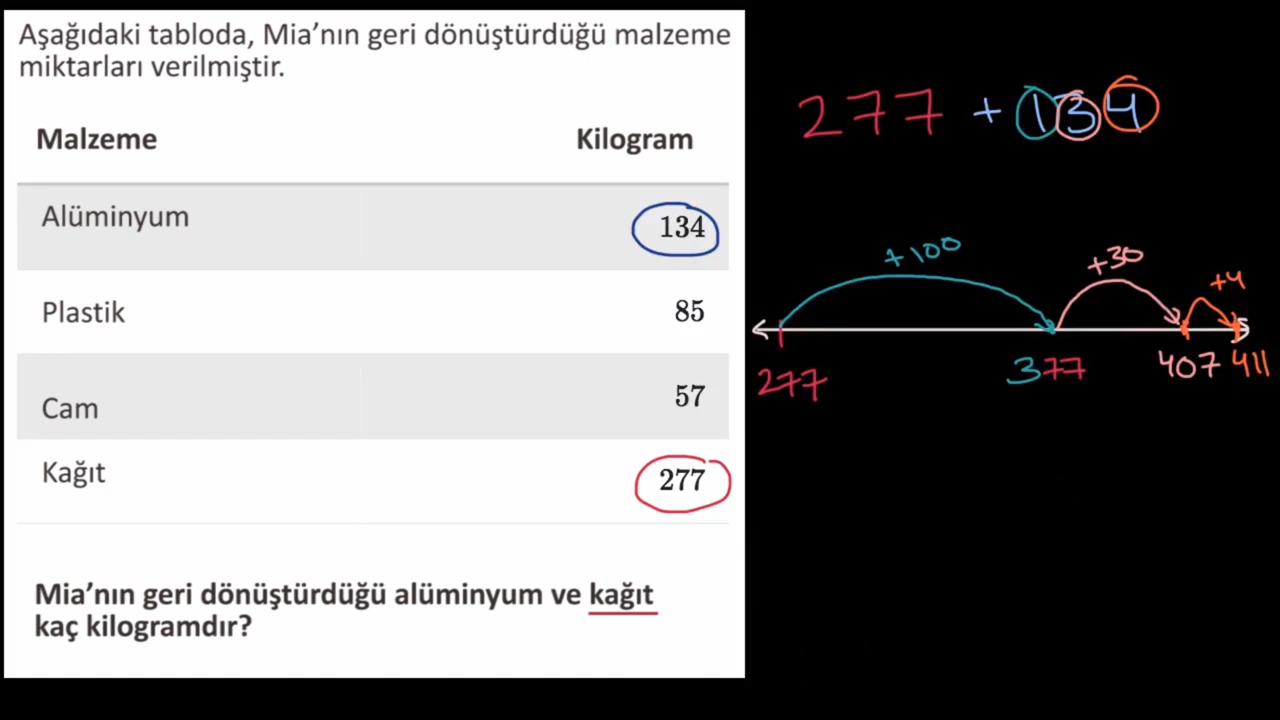 Aşağıdaki tabloda, Mia’nın geri dönüştürdüğü malzeme
miktarları verilmiştir.
Malzeme Kilogram
Alüminyum 134
Plastik 85
Cam 57
Kağıt 277
Mia’nın geri dönüştürdüğü alüminyum ve kağıt
kaç kilogramdır?
277 + 134
+100 +30 +4
277 377 407 411